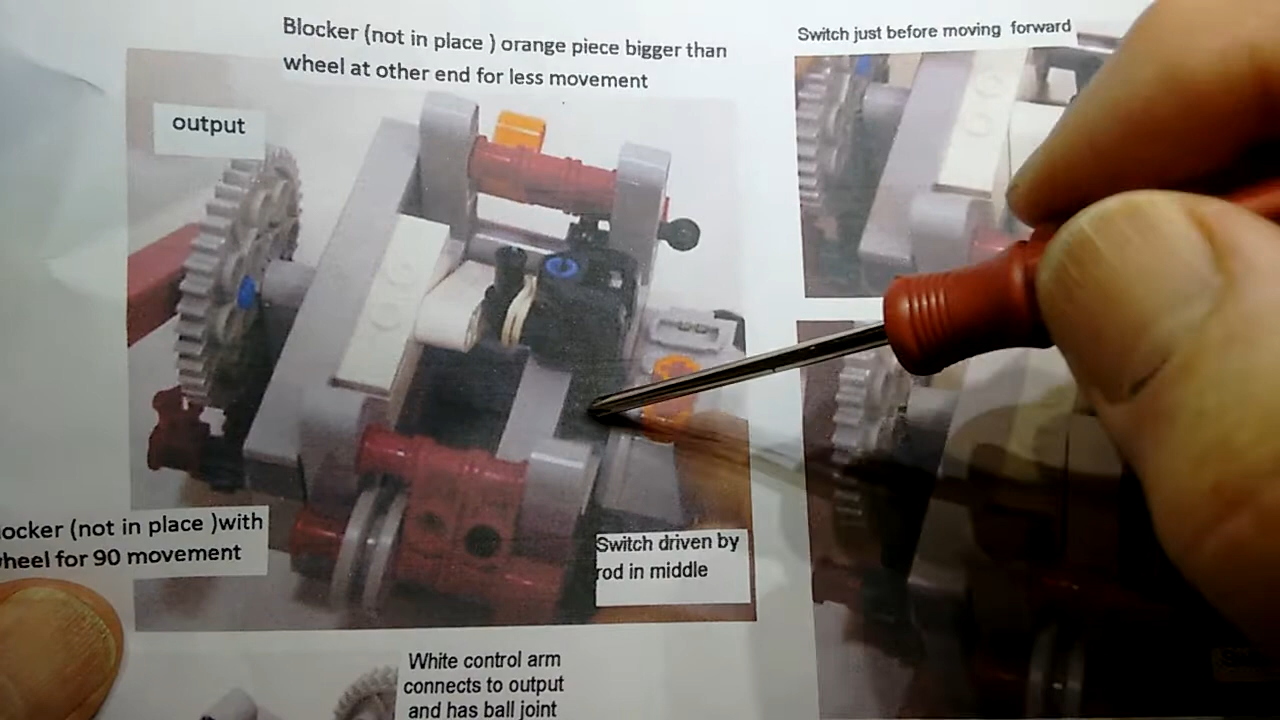 Blocker (not in place ) orange piece bigger than
wheel at other end for less movement
Switch just before moving forward
output
locker (not in place )with
heel for 90 movement
Switch driven by
rod in middle
White control arm
connects to output
and has ball joint